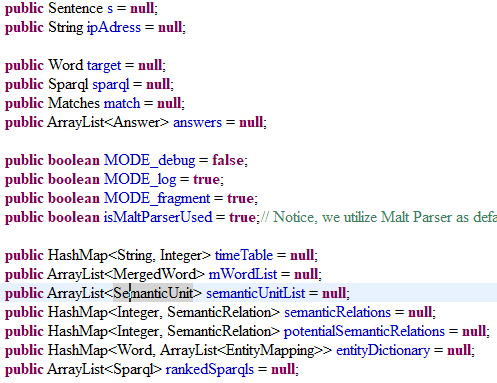 public Sentence s = null;
public String ipAdress = null;
public Word target = null;
public Sparql sparql = null;
public Matches match = null;
public ArrayList<Answer> answers = null;
public boolean MODE_debug = false;
public boolean MODE_log = true;
public boolean MODE_fragment = true;
public boolean isMaltParserUsed = true;// Notice, we utilize Malt Parser as defa
public HashMap<String, Integer> timeTable = null;
public ArrayList<MergedWord> mWordList = null;
public ArrayList<SemanticUnit> semanticUnitList = null;
public HashMap<Integer, SemanticRelation> semanticRelations = null;
public HashMap<Integer, SemanticRelation> potentialSemanticRelations = null;
public HashMap<Word, ArrayList<EntityMapping>> entityDictionary = null;
public ArrayList<Sparql> rankedSparqls = null;